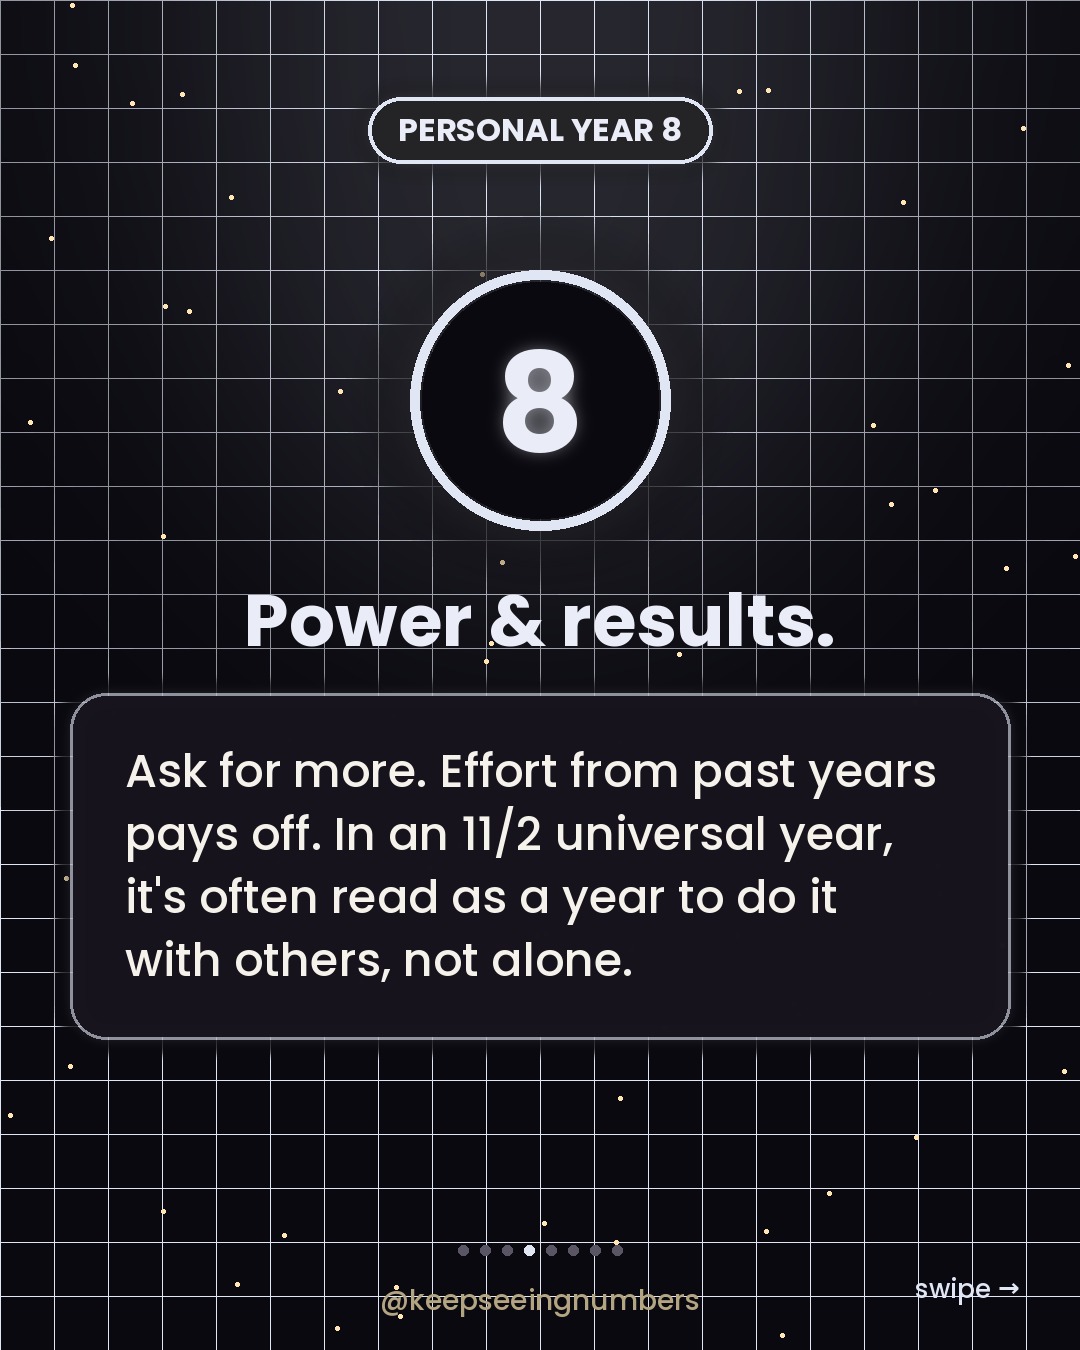 PERSONAL YEAR 8
8
Power & results.
Ask for more. Effort from past years
pays off. In an 11/2 universal year,
it's often read as a year to do it
with others, not alone.
swipe →
@keepseeingnumbers